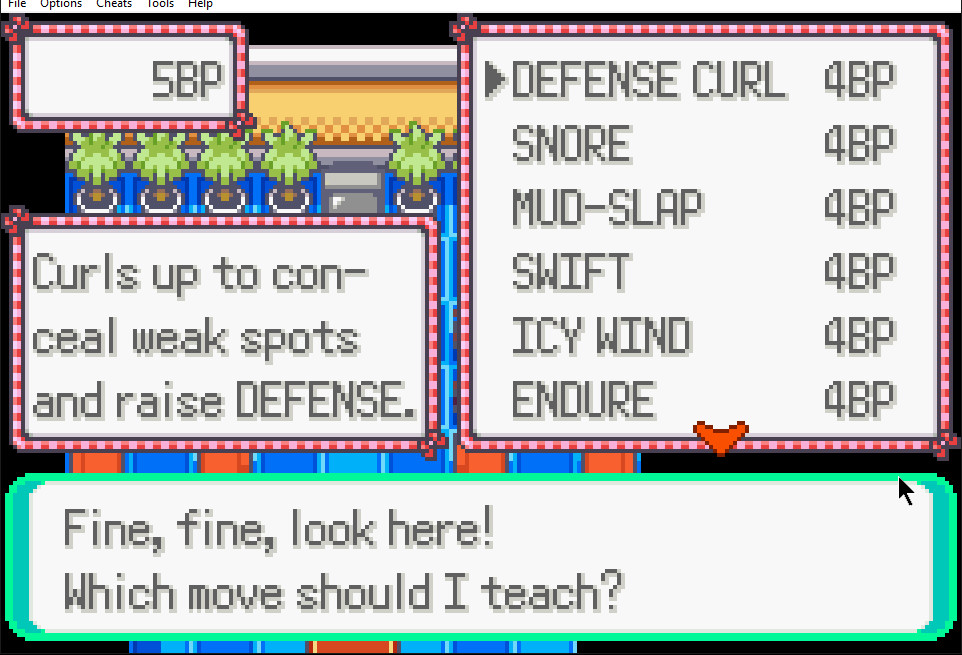 File Options Cheats Tools Help
5BP
DEFENSE CURL 4BP
SNORE 4BP
MUD-SLAP 4BP
SWIFT 4BP
ICY WIND 4BP
ENDURE 4BP
Curls up to con-
ceal weak spots
and raise DEFENSE.
Fine, fine, look here!
Which move should I teach?